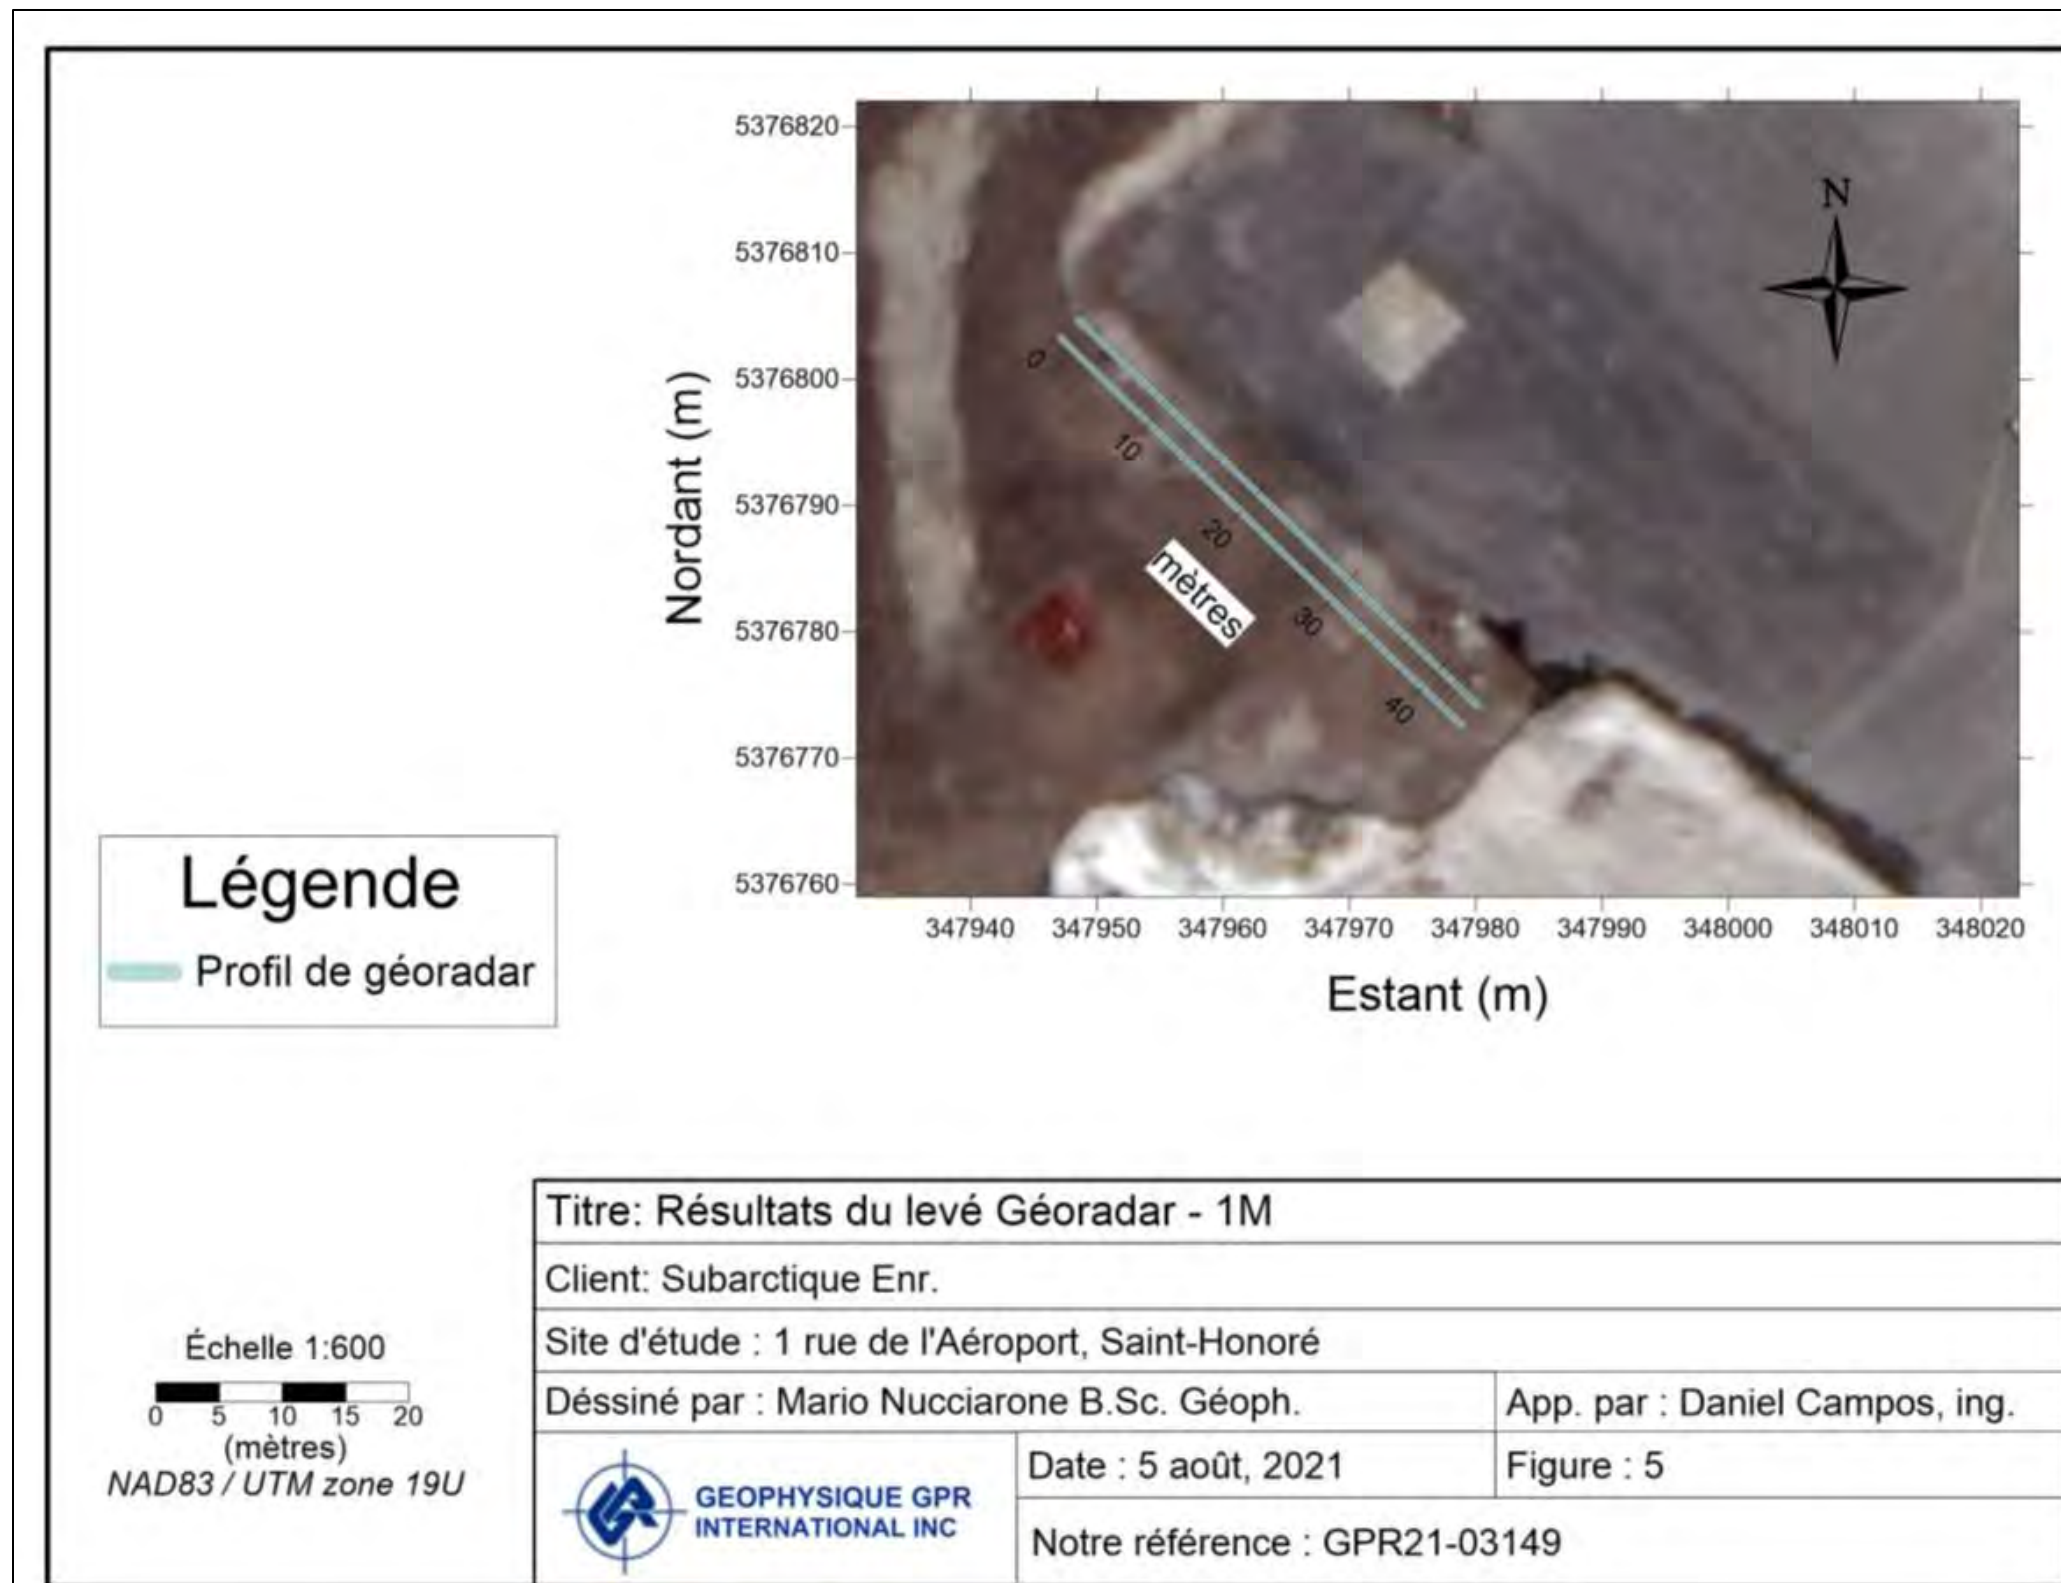 5376820
5376810
5376800
5376790
5376780
5376770
5376760
Nordant (m)
N
0
10
20
30
40
mètres
347940 347950 347960 347970 347980 347990 348000 348010 348020
Estant (m)
Légende
Profil de géoradar
Échelle 1:600
0 5 10 15 20
(mètres)
NAD83 / UTM zone 19U
Titre: Résultats du levé Géoradar - 1M
Client: Subarctique Enr.
Site d'étude : 1 rue de l'Aéroport, Saint-Honoré
Déssiné par : Mario Nucciarone B.Sc. Géoph.
App. par : Daniel Campos, ing.
GEOPHYSIQUE GPR
INTERNATIONAL INC
Date : 5 août, 2021
Figure : 5
Notre référence : GPR21-03149